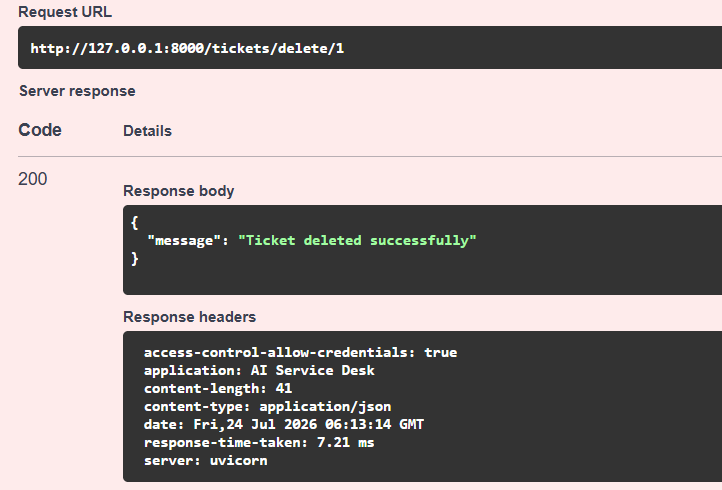 Request URL
http://127.0.0.1:8000/tickets/delete/1
Server response
Code Details
200
Response body
{
"message": "Ticket deleted successfully"
}
Response headers
access-control-allow-credentials: true
application: AI Service Desk
content-length: 41
content-type: application/json
date: Fri,24 Jul 2026 06:13:14 GMT
response-time-taken: 7.21 ms
server: uvicorn